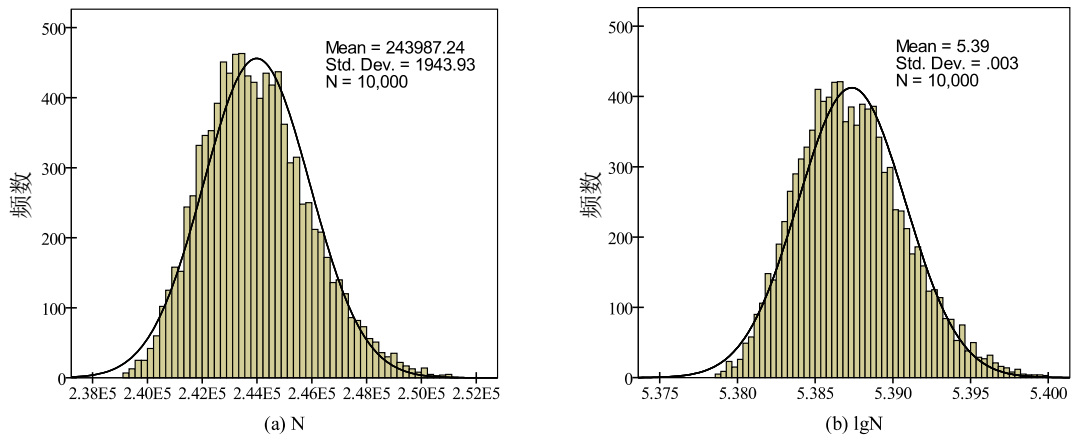 500
400
300
200
100
0
频数
Mean = 243987.24
Std. Dev. = 1943.93
N = 10,000
2.38E5 2.40E5 2.42E5 2.44E5 2.46E5 2.48E5 2.50E5 2.52E5
(a) N
500
400
300
200
100
0
频数
Mean = 5.39
Std. Dev. = .003
N = 10,000
5.375 5.380 5.385 5.390 5.395 5.400
(b) lgN